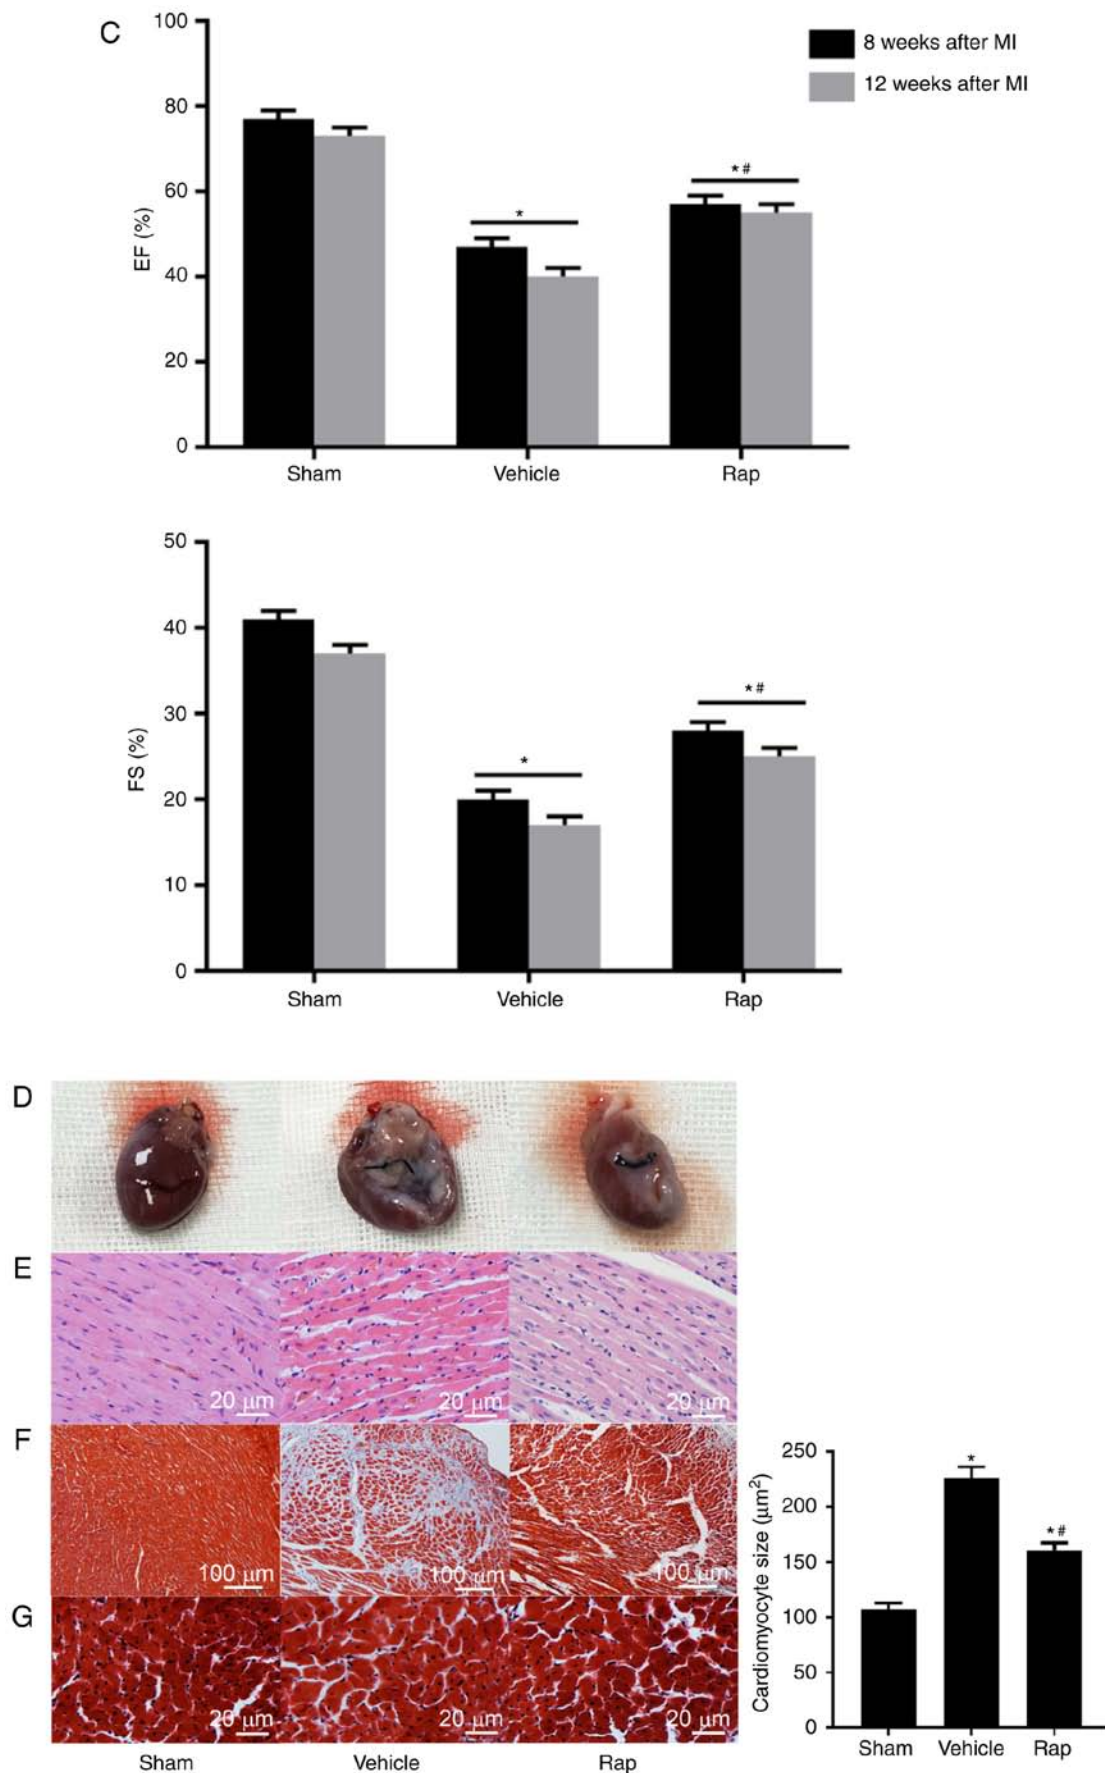 C
100
80
60
40
20
0
EF (%)
8 weeks after MI
12 weeks after MI
*
* #
Sham
Vehicle
Rap
50
40
30
20
10
0
FS (%)
*
* #
Sham
Vehicle
Rap
D
E
20 μm
20 μm
20 μm
F
100 μm
100 μm
100 μm
G
20 μm
20 μm
20 μm
Sham
Vehicle
Rap
250
200
150
100
50
0
Cardiomyocyte size (μm²)
*
* #
Sham
Vehicle
Rap